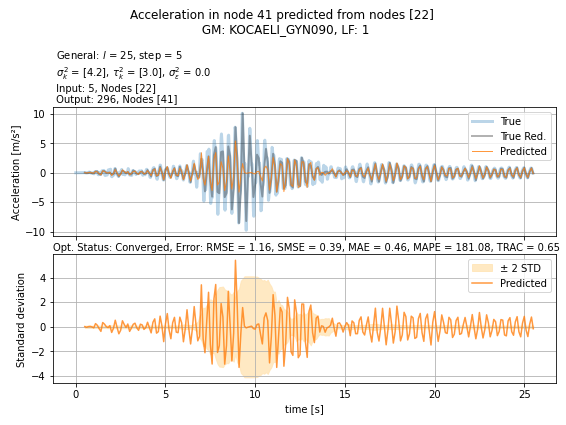 Acceleration in node 41 predicted from nodes [22]
GM: KOCAELI_GYN090, LF: 1
General: l = 25, step = 5
σ²ₖ = [4.2], τ²ₖ = [3.0], σ²ε = 0.0
Input: 5, Nodes [22]
Output: 296, Nodes [41]
Acceleration [m/s²]
10
5
0
−5
−10
True
True Red.
Predicted
Opt. Status: Converged, Error: RMSE = 1.16, SMSE = 0.39, MAE = 0.46, MAPE = 181.08, TRAC = 0.65
Standard deviation
4
2
0
−2
−4
± 2 STD
Predicted
0
5
10
15
20
25
time [s]